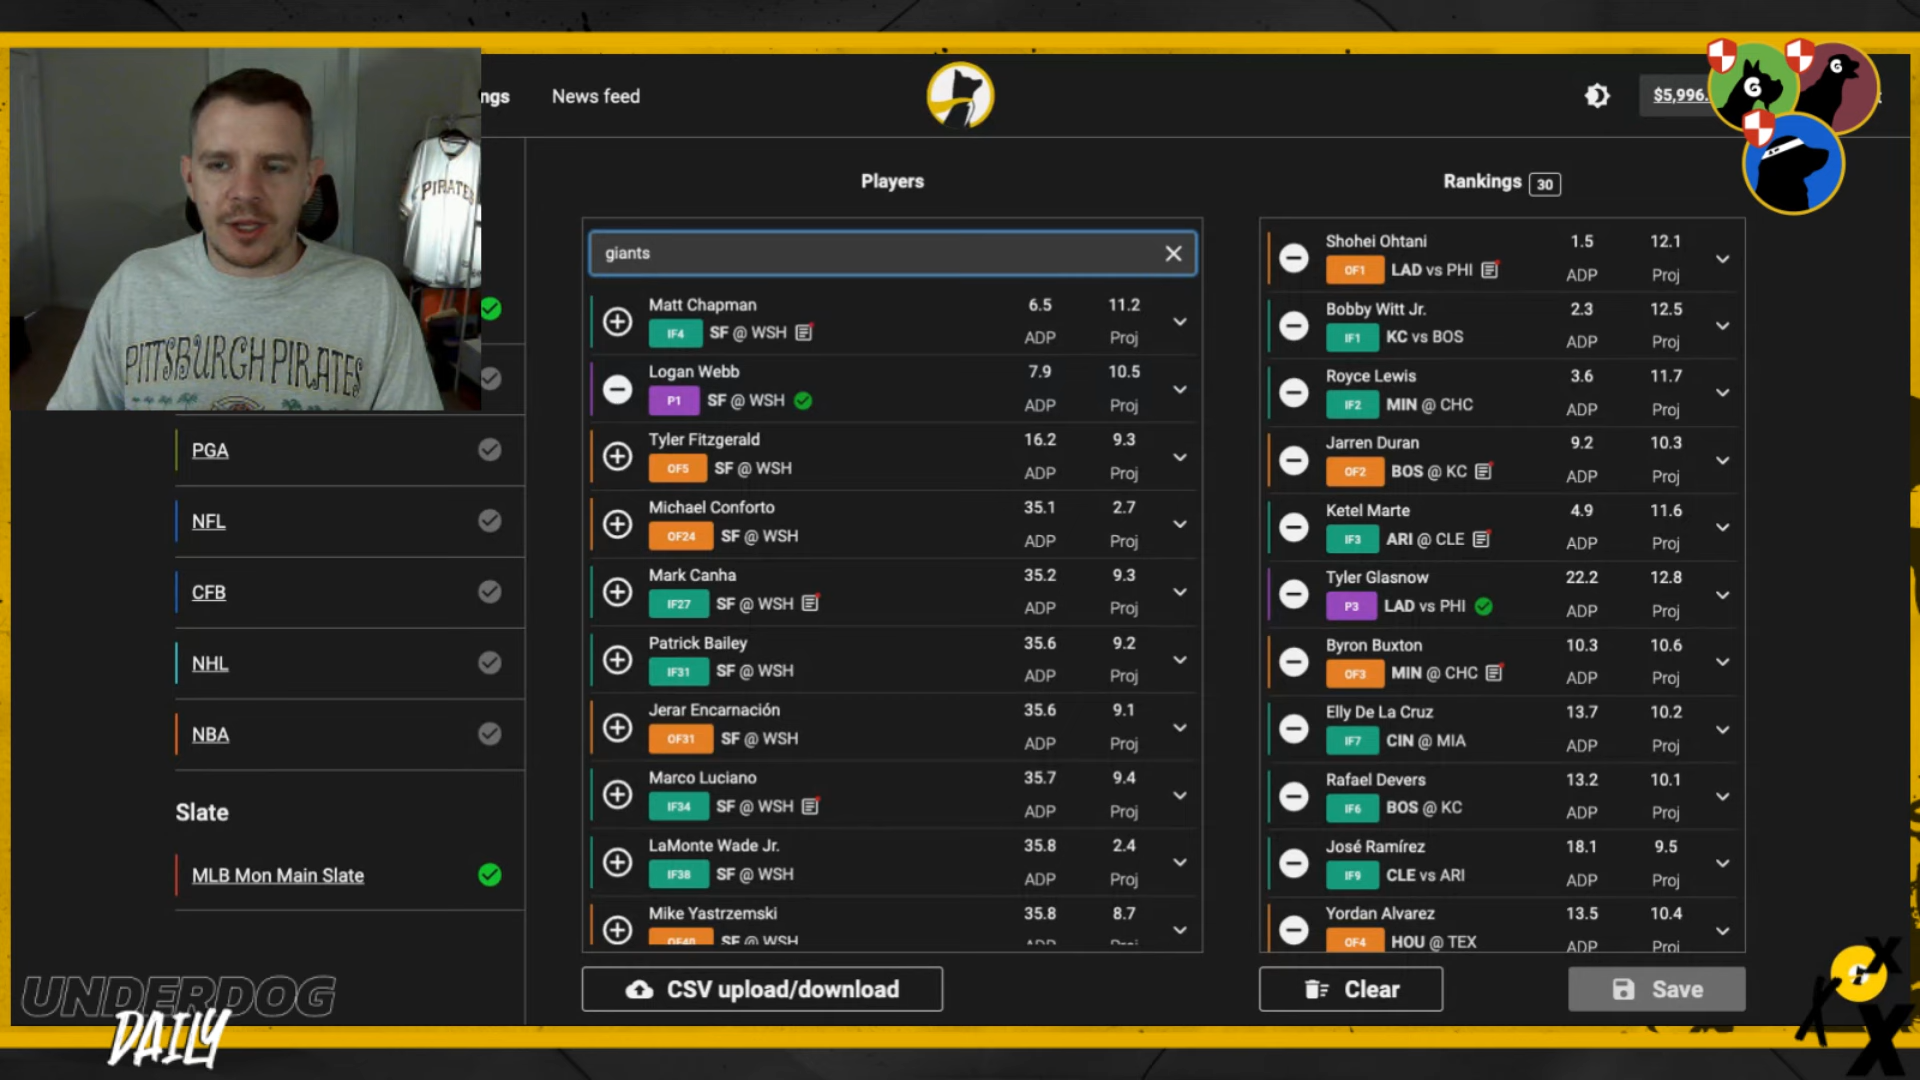 ngs
News feed
$5,996.
G
G
PIRATES
PITTSBURGH PIRATES
PGA
NFL
CFB
NHL
NBA
Slate
MLB Mon Main Slate
Players
giants
Matt Chapman
6.5
11.2
IF4
SF @ WSH
ADP
Proj
Logan Webb
7.9
10.5
P1
SF @ WSH
ADP
Proj
Tyler Fitzgerald
16.2
9.3
OF5
SF @ WSH
ADP
Proj
Michael Conforto
35.1
2.7
OF24
SF @ WSH
ADP
Proj
Mark Canha
35.2
9.3
IF27
SF @ WSH
ADP
Proj
Patrick Bailey
35.6
9.2
IF31
SF @ WSH
ADP
Proj
Jerar Encarnación
35.6
9.1
OF31
SF @ WSH
ADP
Proj
Marco Luciano
35.7
9.4
IF34
SF @ WSH
ADP
Proj
LaMonte Wade Jr.
35.8
2.4
IF38
SF @ WSH
ADP
Proj
Mike Yastrzemski
35.8
8.7
OF40
SF @ WSH
ADP
Proj
CSV upload/download
Rankings 30
Shohei Ohtani
1.5
12.1
OF1
LAD vs PHI
ADP
Proj
Bobby Witt Jr.
2.3
12.5
IF1
KC vs BOS
ADP
Proj
Royce Lewis
3.6
11.7
IF2
MIN @ CHC
ADP
Proj
Jarren Duran
9.2
10.3
OF2
BOS @ KC
ADP
Proj
Ketel Marte
4.9
11.6
IF3
ARI @ CLE
ADP
Proj
Tyler Glasnow
22.2
12.8
P3
LAD vs PHI
ADP
Proj
Byron Buxton
10.3
10.6
OF3
MIN @ CHC
ADP
Proj
Elly De La Cruz
13.7
10.2
IF7
CIN @ MIA
ADP
Proj
Rafael Devers
13.2
10.1
IF6
BOS @ KC
ADP
Proj
José Ramírez
18.1
9.5
IF9
CLE vs ARI
ADP
Proj
Yordan Alvarez
13.5
10.4
OF4
HOU @ TEX
ADP
Proj
Clear
Save
UNDERDOG
DAILY